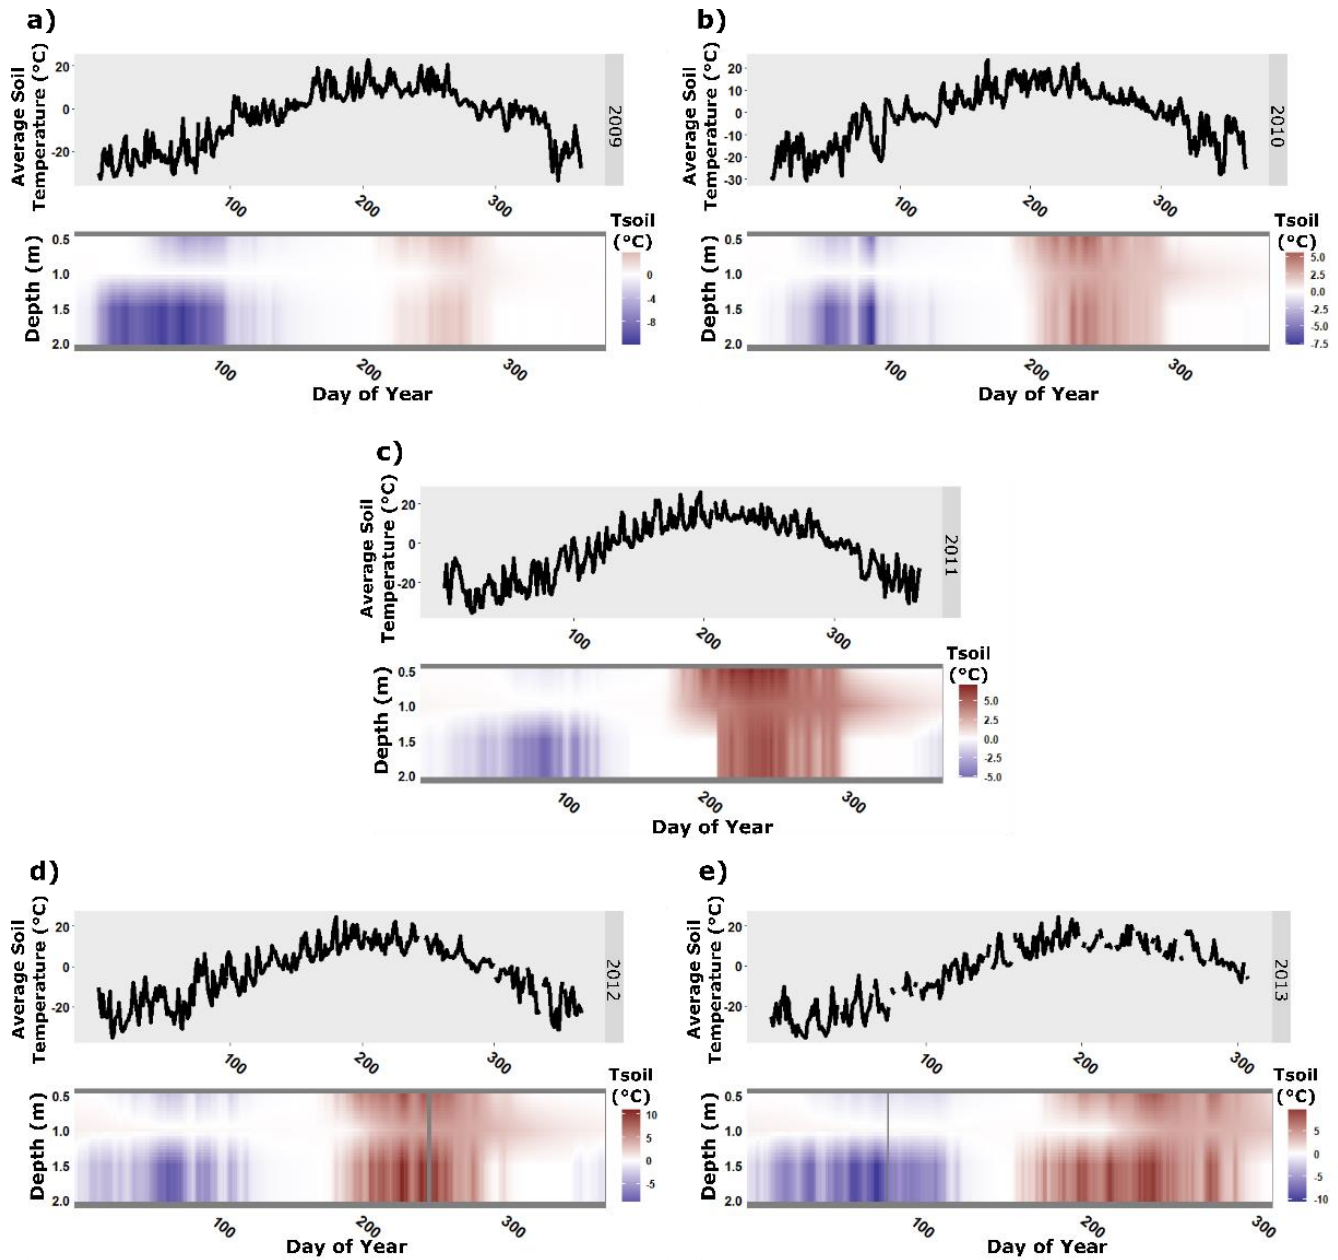 a)
Average Soil
Temperature (°C)
20
0
-20
100
200
300
2009
Depth (m)
0.5
1.0
1.5
2.0
100
200
300
Day of Year
Tsoil
(°C)
0
-4
-8
b)
Average Soil
Temperature (°C)
20
10
0
-10
-20
-30
100
200
300
2010
Depth (m)
0.5
1.0
1.5
2.0
100
200
300
Day of Year
Tsoil
(°C)
5.0
2.5
0.0
-2.5
-5.0
-7.5
c)
Average Soil
Temperature (°C)
20
0
-20
100
200
300
2011
Depth (m)
0.5
1.0
1.5
2.0
100
200
300
Day of Year
Tsoil
(°C)
5.0
2.5
0.0
-2.5
-5.0
d)
Average Soil
Temperature (°C)
20
0
-20
100
200
300
2012
Depth (m)
0.5
1.0
1.5
2.0
100
200
300
Day of Year
Tsoil
(°C)
10
5
0
-5
e)
Average Soil
Temperature (°C)
20
0
-20
100
200
300
2013
Depth (m)
0.5
1.0
1.5
2.0
100
200
300
Day of Year
Tsoil
(°C)
5
0
-5
-10